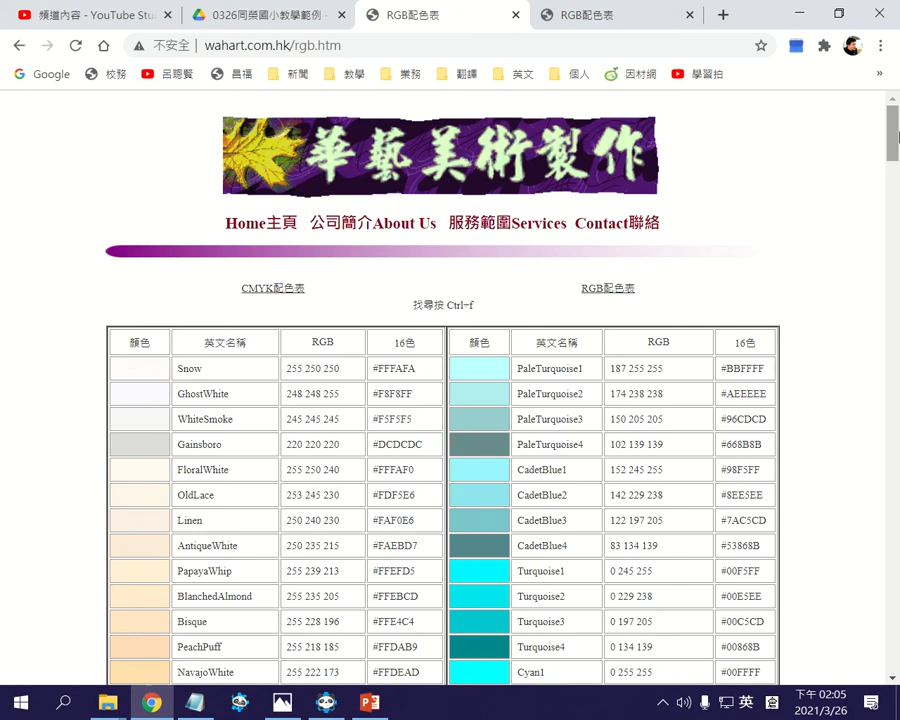 頻道內容 - YouTube Stu
0326同榮國小教學範例 -
RGB配色表
RGB配色表
不安全 | wahart.com.hk/rgb.htm
Google
校務
呂聰賢
昌福
新聞
教學
業務
翻譯
英文
個人
因材網
學習拍
»
華藝美術製作
Home主頁 公司簡介About Us 服務範圍Services Contact聯絡
CMYK配色表 RGB配色表
找尋按 Ctrl+f
顏色 英文名稱 RGB 16色 顏色 英文名稱 RGB 16色
Snow 255 250 250 #FFFAFA PaleTurquoise1 187 255 255 #BBFFFF
GhostWhite 248 248 255 #F8F8FF PaleTurquoise2 174 238 238 #AEEEEE
WhiteSmoke 245 245 245 #F5F5F5 PaleTurquoise3 150 205 205 #96CDCD
Gainsboro 220 220 220 #DCDCDC PaleTurquoise4 102 139 139 #668B8B
FloralWhite 255 250 240 #FFFAF0 CadetBlue1 152 245 255 #98F5FF
OldLace 253 245 230 #FDF5E6 CadetBlue2 142 229 238 #8EE5EE
Linen 250 240 230 #FAF0E6 CadetBlue3 122 197 205 #7AC5CD
AntiqueWhite 250 235 215 #FAEBD7 CadetBlue4 83 134 139 #53868B
PapayaWhip 255 239 213 #FFEFD5 Turquoise1 0 245 255 #00F5FF
BlanchedAlmond 255 235 205 #FFEBCD Turquoise2 0 229 238 #00E5EE
Bisque 255 228 196 #FFE4C4 Turquoise3 0 197 205 #00C5CD
PeachPuff 255 218 185 #FFDAB9 Turquoise4 0 134 139 #00868B
NavajoWhite 255 222 173 #FFDEAD Cyan1 0 255 255 #00FFFF
英
下午 02:05
2021/3/26